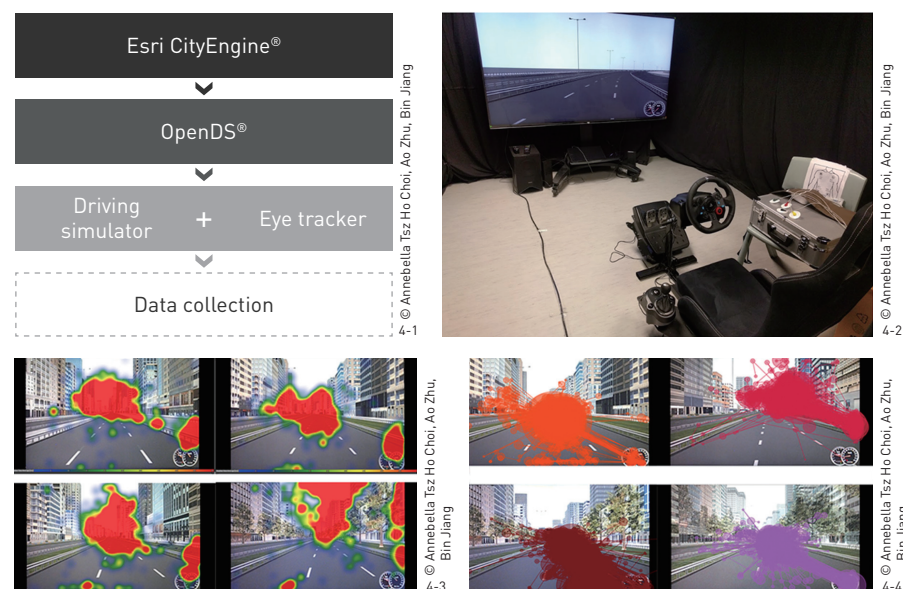 Esri CityEngine®
OpenDS®
Driving
simulator
+
Eye tracker
Data collection
© Annebella Tsz Ho Choi, Ao Zhu, Bin Jiang
4-1
© Annebella Tsz Ho Choi, Ao Zhu, Bin Jiang
4-2
© Annebella Tsz Ho Choi, Ao Zhu,
Bin Jiang
4-3
© Annebella Tsz Ho Choi, Ao Zhu,
Bin Jiang
4-4